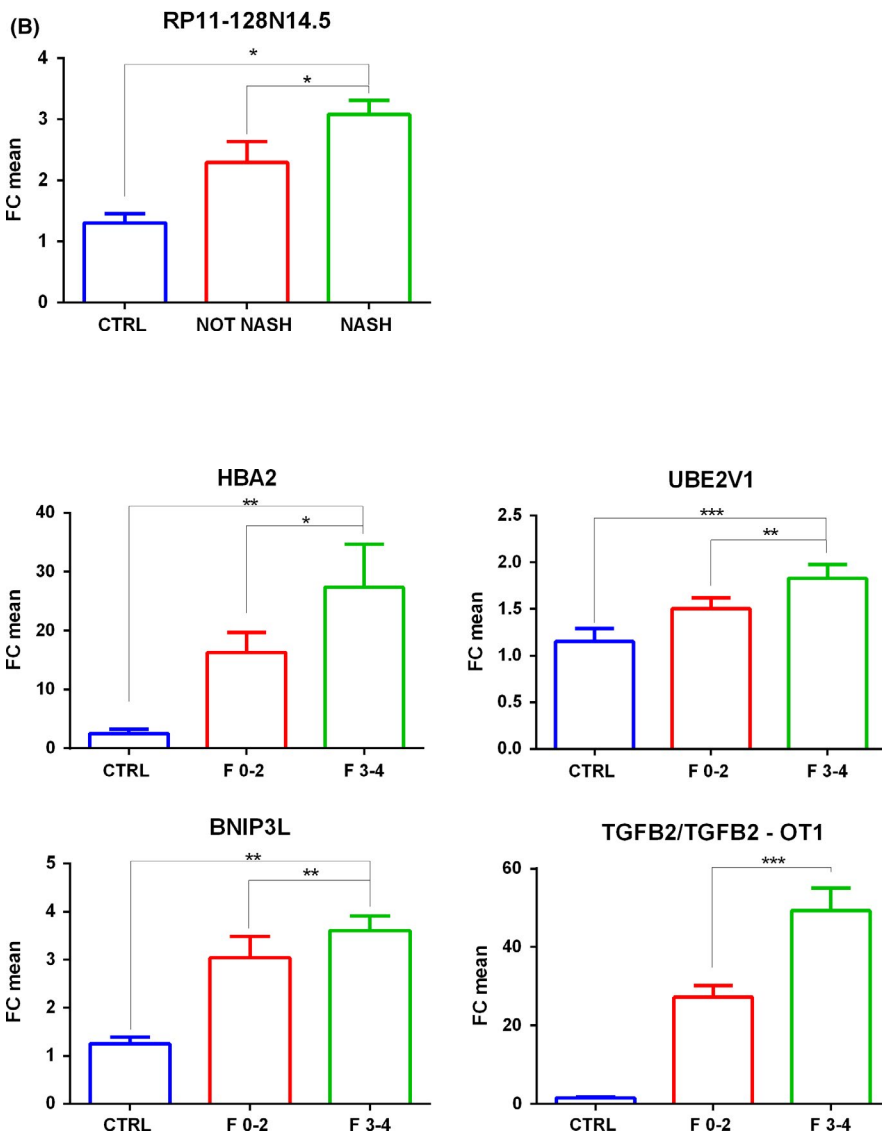 (B)
RP11-128N14.5
FC mean
4
3
2
1
0
*
*
CTRL NOT NASH NASH
HBA2
FC mean
40
30
20
10
0
**
*
CTRL F 0-2 F 3-4
UBE2V1
FC mean
2.5
2.0
1.5
1.0
0.5
0.0
***
**
CTRL F 0-2 F 3-4
BNIP3L
FC mean
5
4
3
2
1
0
**
**
CTRL F 0-2 F 3-4
TGFB2/TGFB2 - OT1
FC mean
60
40
20
0
***
CTRL F 0-2 F 3-4